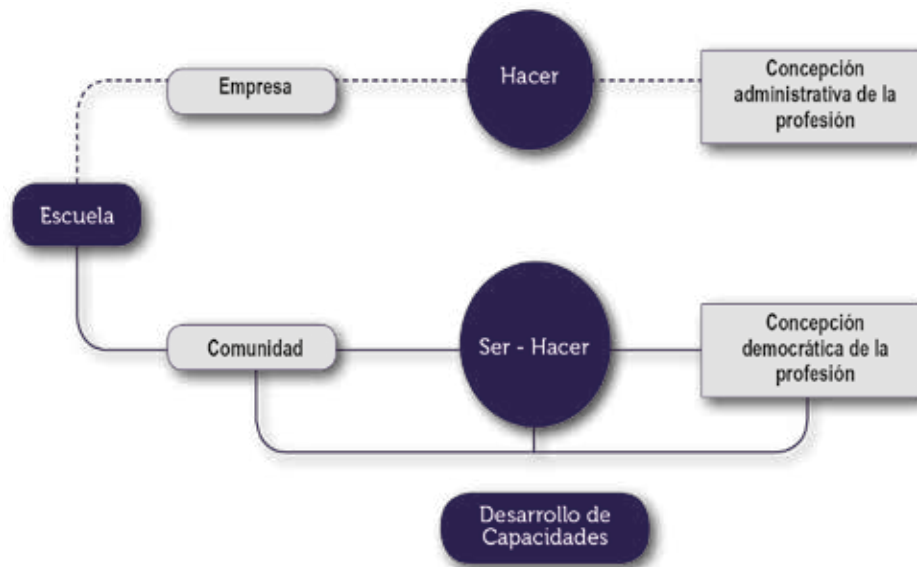 Empresa
Hacer
Concepción
administrativa de la
profesión
Escuela
Comunidad
Ser - Hacer
Concepción
democrática de la
profesión
Desarrollo de
Capacidades